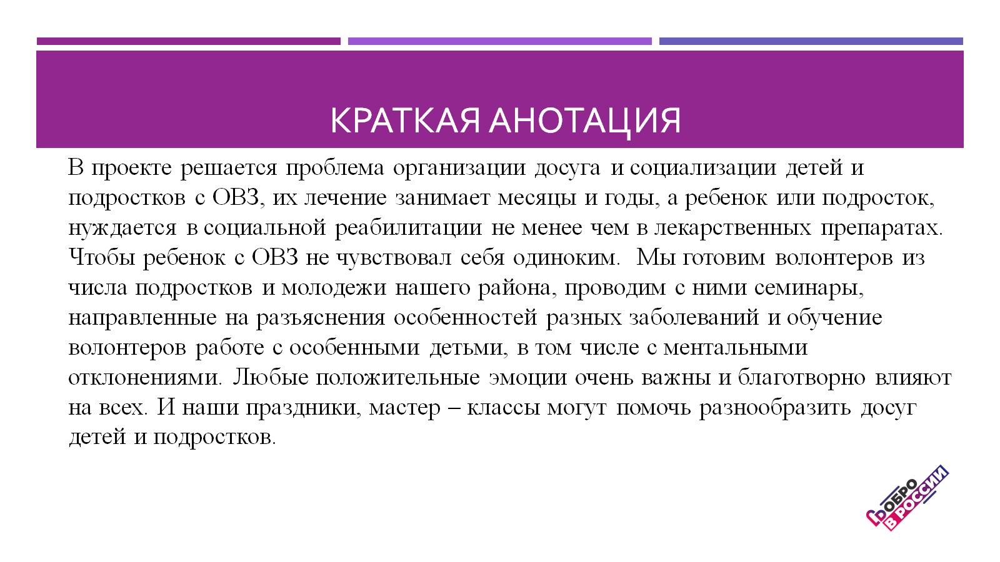 КРАТКАЯ АНОТАЦИЯ
В проекте решается проблема организации досуга и социализации детей и
подростков с ОВЗ, их лечение занимает месяцы и годы, а ребенок или подросток,
нуждается в социальной реабилитации не менее чем в лекарственных препаратах.
Чтобы ребенок с ОВЗ не чувствовал себя одиноким. Мы готовим волонтеров из
числа подростков и молодежи нашего района, проводим с ними семинары,
направленные на разъяснения особенностей разных заболеваний и обучение
волонтеров работе с особенными детьми, в том числе с ментальными
отклонениями. Любые положительные эмоции очень важны и благотворно влияют
на всех. И наши праздники, мастер – классы могут помочь разнообразить досуг
детей и подростков.
ДОБРО
В РОССИИ